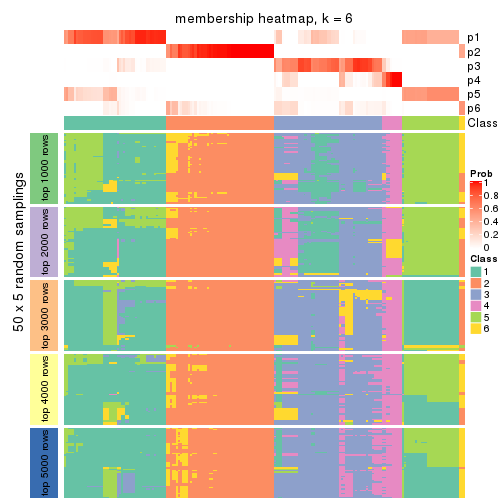 membership heatmap, k = 6
p1
p2
p3
p4
p5
p6
Class
50 x 5 random samplings
top 1000 rows
top 2000 rows
top 3000 rows
top 4000 rows
top 5000 rows
Prob
1
0.8
0.6
0.4
0.2
0
Class
1
2
3
4
5
6